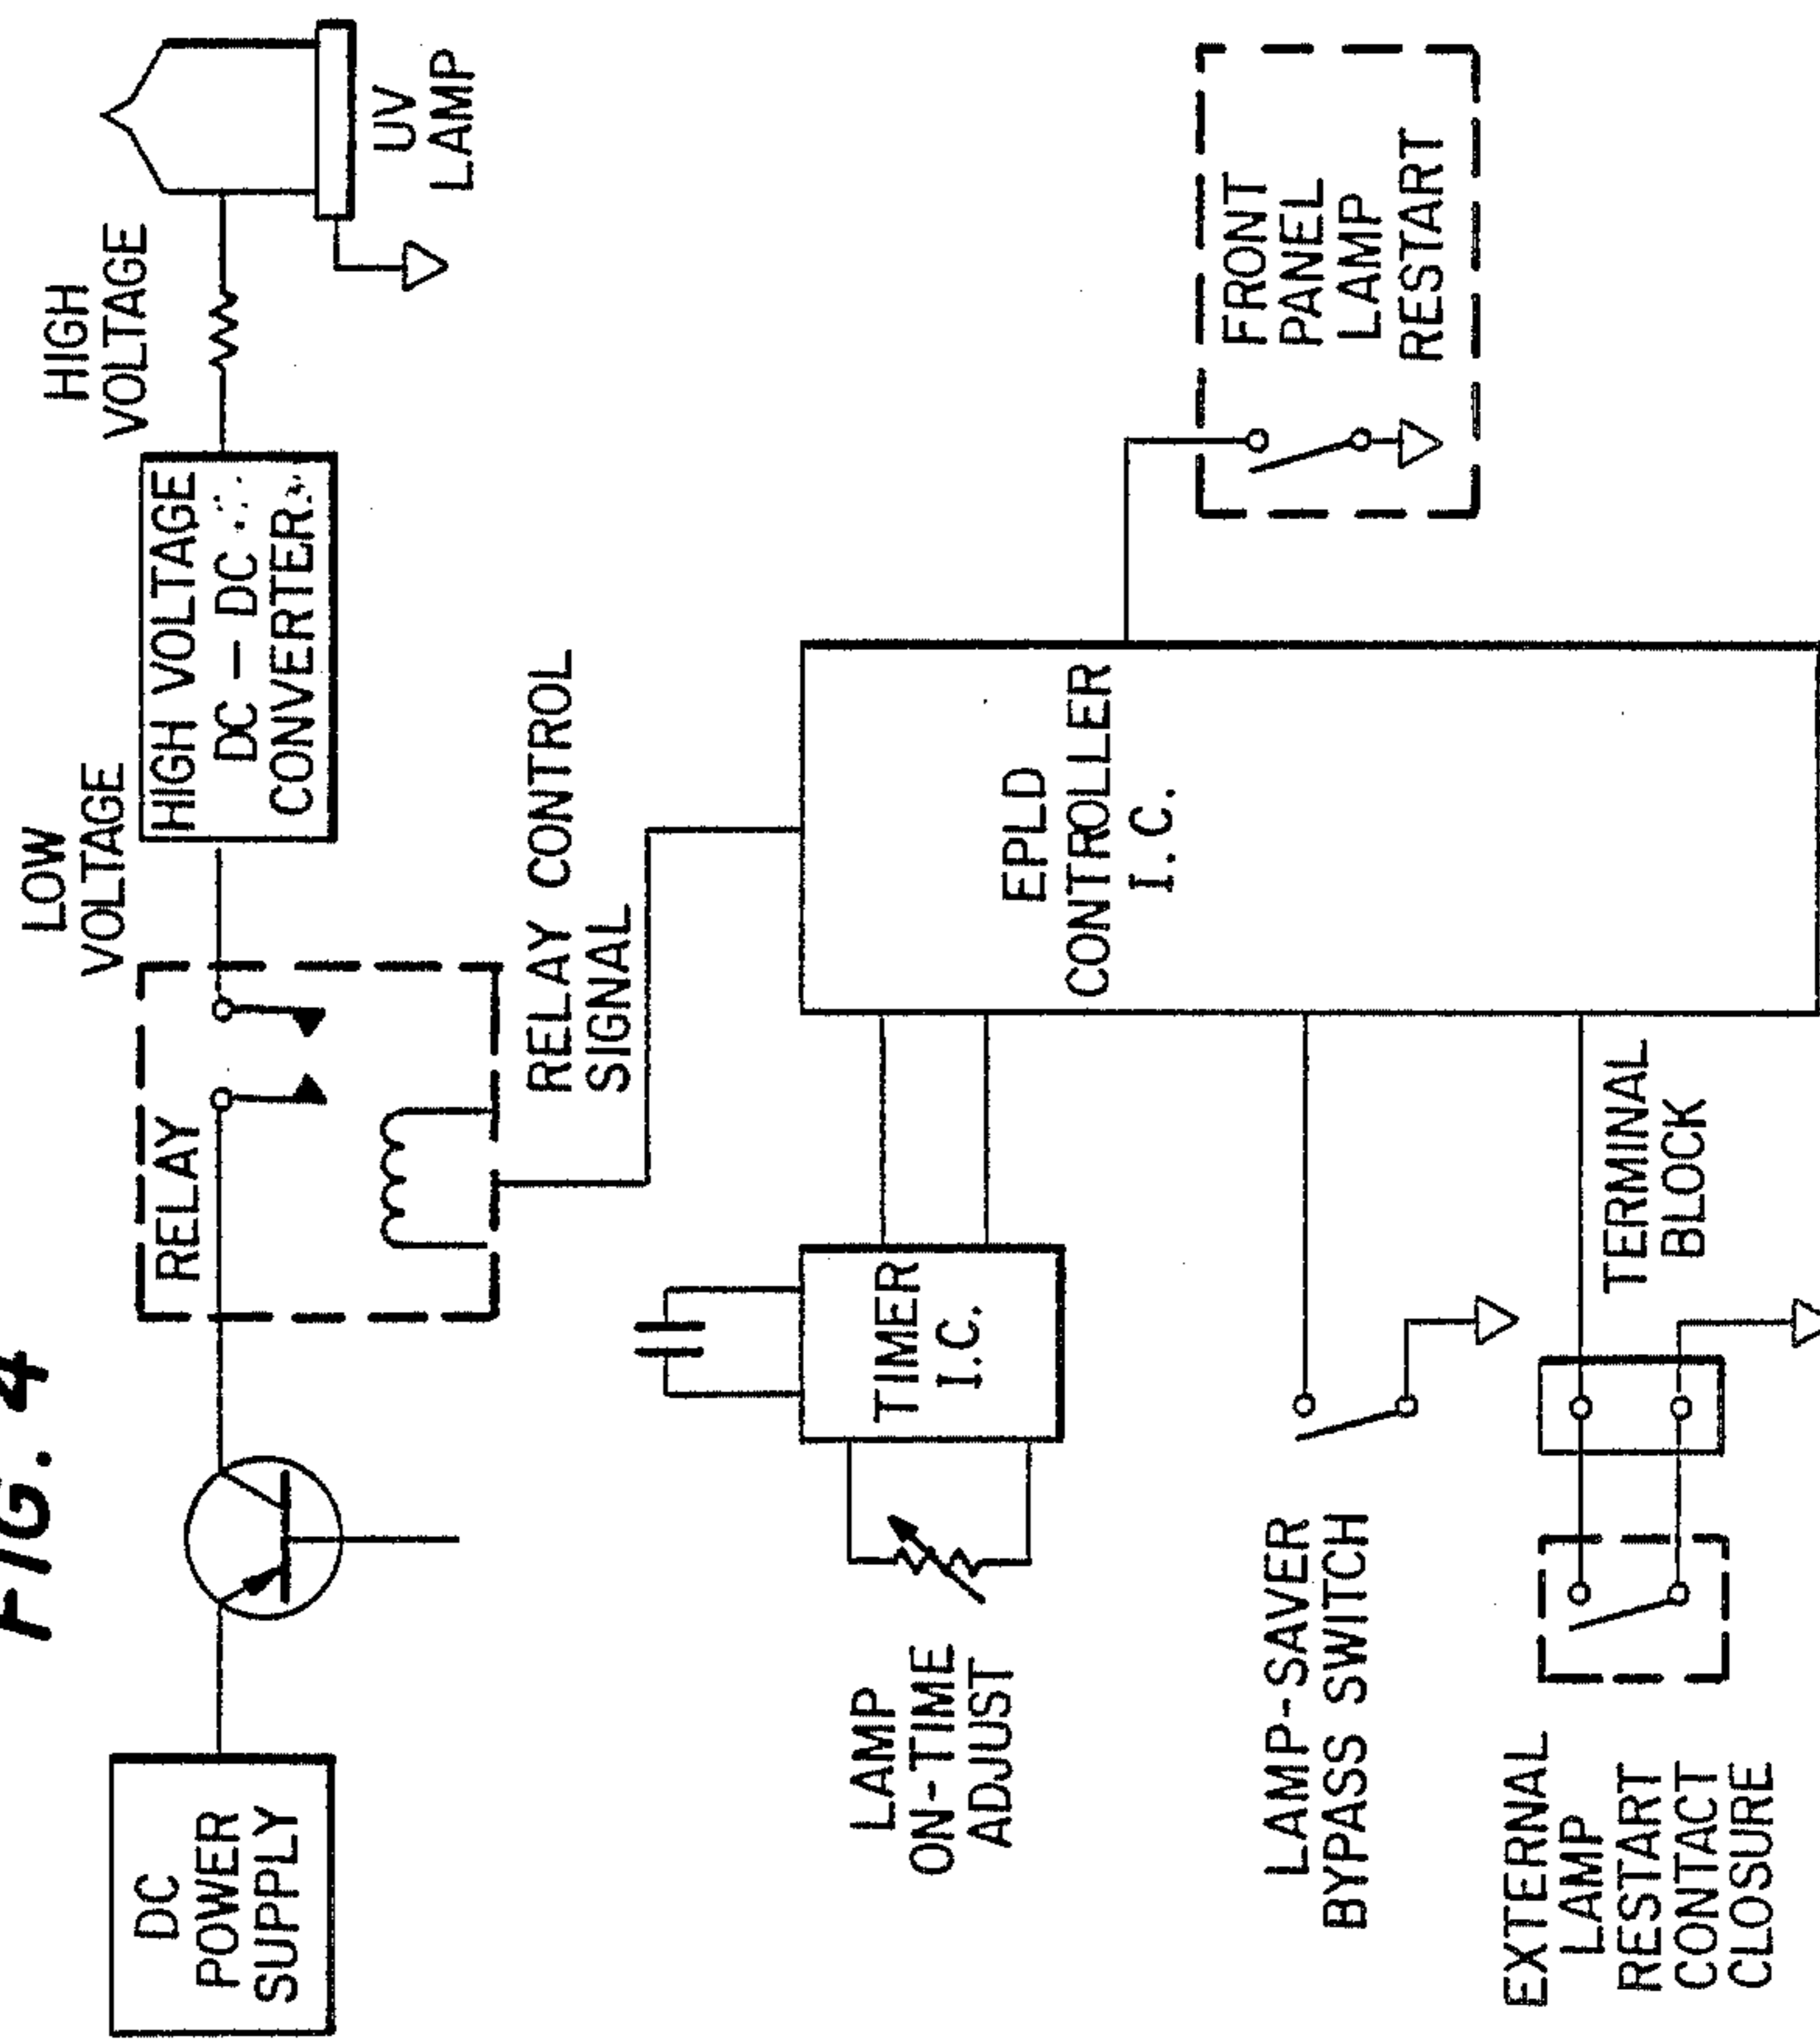 FIG. 4
DC
POWER
SUPPLY
RELAY
LOW
VOLTAGE
HIGH VOLTAGE
DC - DC
CONVERTER
HIGH
VOLTAGE
UV
LAMP
RELAY CONTROL
SIGNAL
LAMP
ON-TIME
ADJUST
TIMER
I.C.
EPLD
CONTROLLER
I.C.
FRONT
PANEL
LAMP
RESTART
LAMP-SAVER
BYPASS SWITCH
EXTERNAL
LAMP
RESTART
CONTACT
CLOSURE
TERMINAL
BLOCK